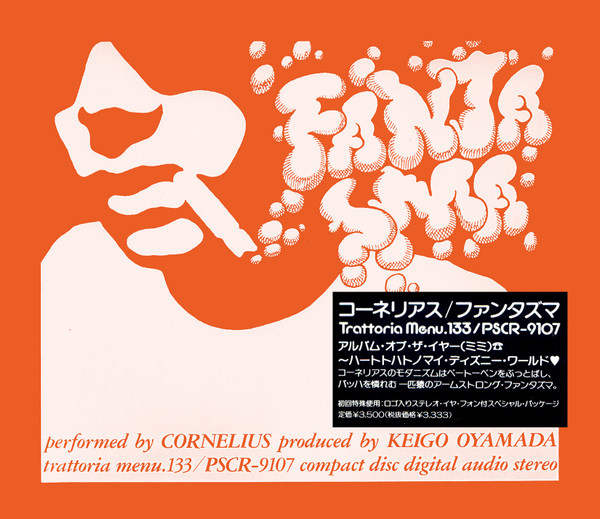 FANTA
ZMA
コーネリアス/ファンタズマ
Trattoria Menu.133/PSCR-9107
アルバム・オブ・ザ・イヤー(ミミ)☎
〜ハートトハトノマイ・ディズニー・ワールド♥
コーネリアスのモダニズムはベートーベンをぶっとばし、
バッハを憐れむ 一匹猿のアームストロング・ファンタズマ。
初回特殊使用:ロゴ入りステレオ・イヤ・フォン付スペシャル・パッケージ
定価¥3,500(税抜価格¥3,333)
performed by CORNELIUS produced by KEIGO OYAMADA
trattoria menu.133/PSCR-9107 compact disc digital audio stereo